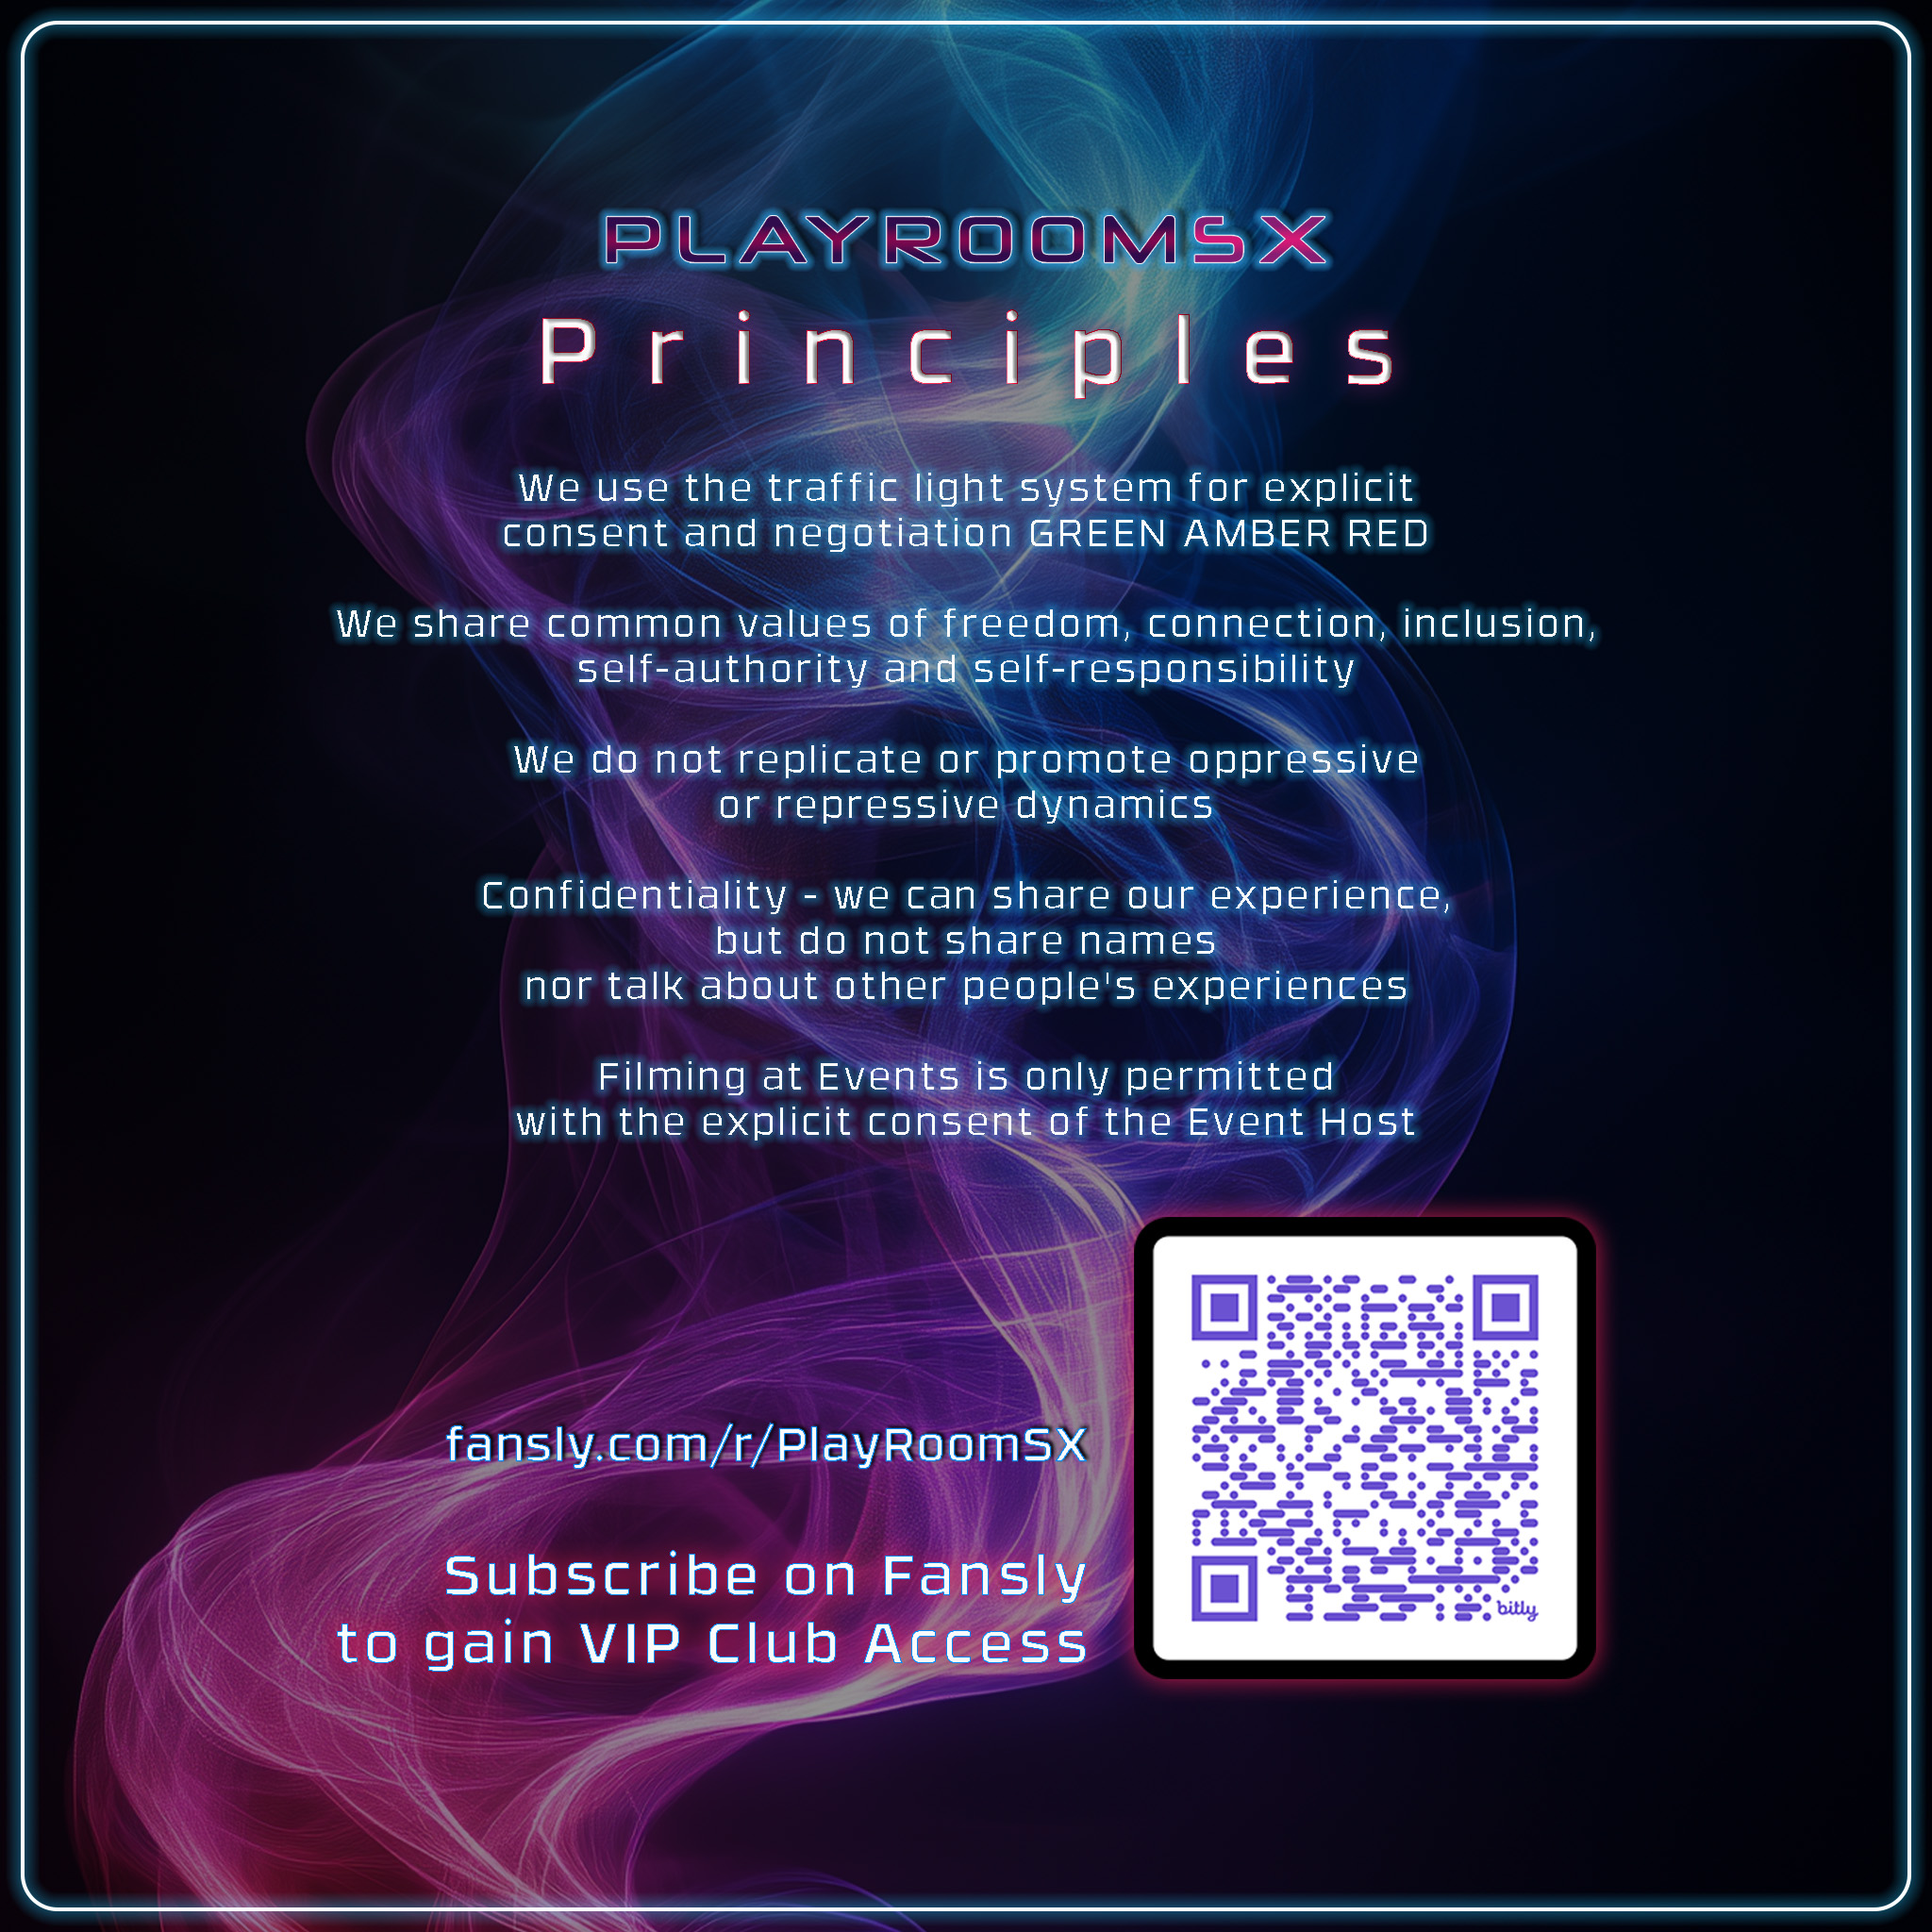 PLAYROOMSX
Principles
We use the traffic light system for explicit
consent and negotiation GREEN AMBER RED
We share common values of freedom, connection, inclusion,
self-authority and self-responsibility
We do not replicate or promote oppressive
or repressive dynamics
Confidentiality - we can share our experience,
but do not share names
nor talk about other people's experiences
Filming at Events is only permitted
with the explicit consent of the Event Host
fansly.com/r/PlayRoomSX
Subscribe on Fansly
to gain VIP Club Access
bitly